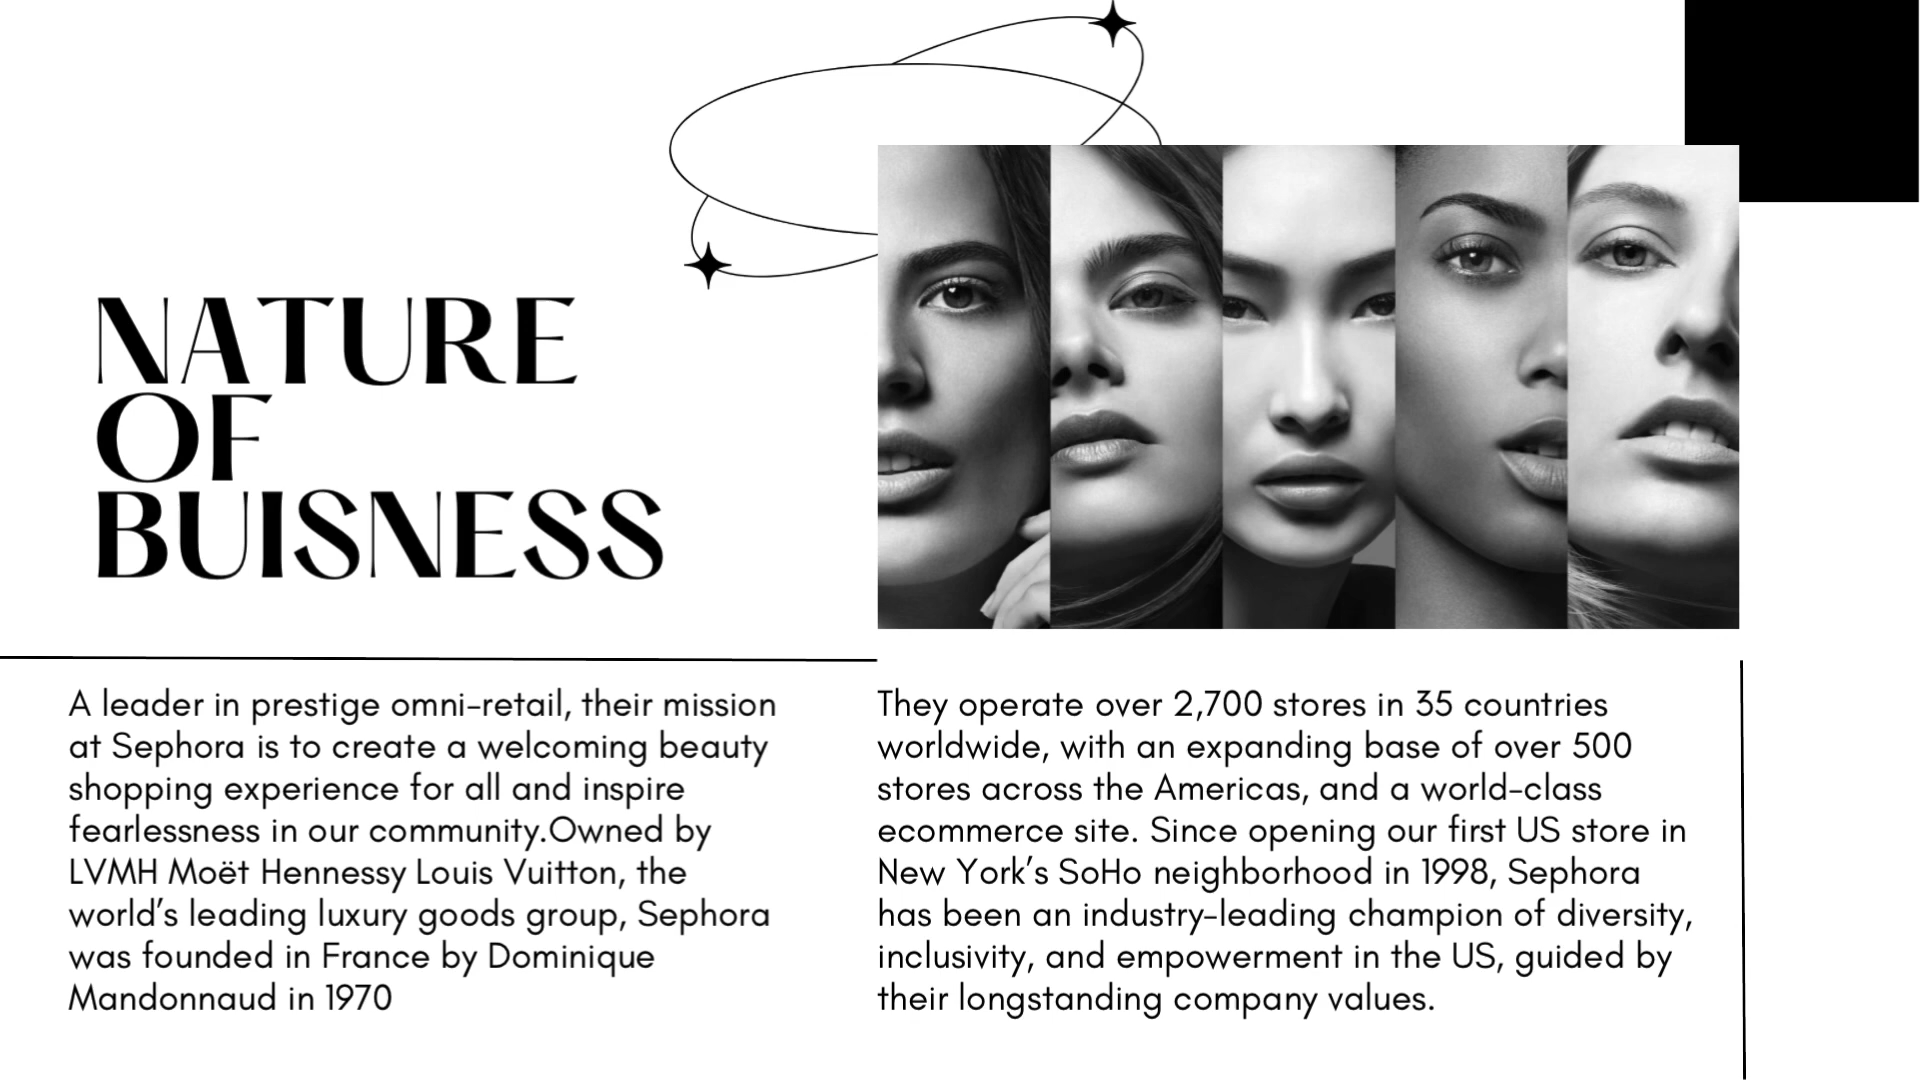 NATURE
OF
BUISNESS
A leader in prestige omni-retail, their mission
at Sephora is to create a welcoming beauty
shopping experience for all and inspire
fearlessness in our community.Owned by
LVMH Moët Hennessy Louis Vuitton, the
world’s leading luxury goods group, Sephora
was founded in France by Dominique
Mandonnaud in 1970
They operate over 2,700 stores in 35 countries
worldwide, with an expanding base of over 500
stores across the Americas, and a world-class
ecommerce site. Since opening our first US store in
New York’s SoHo neighborhood in 1998, Sephora
has been an industry-leading champion of diversity,
inclusivity, and empowerment in the US, guided by
their longstanding company values.